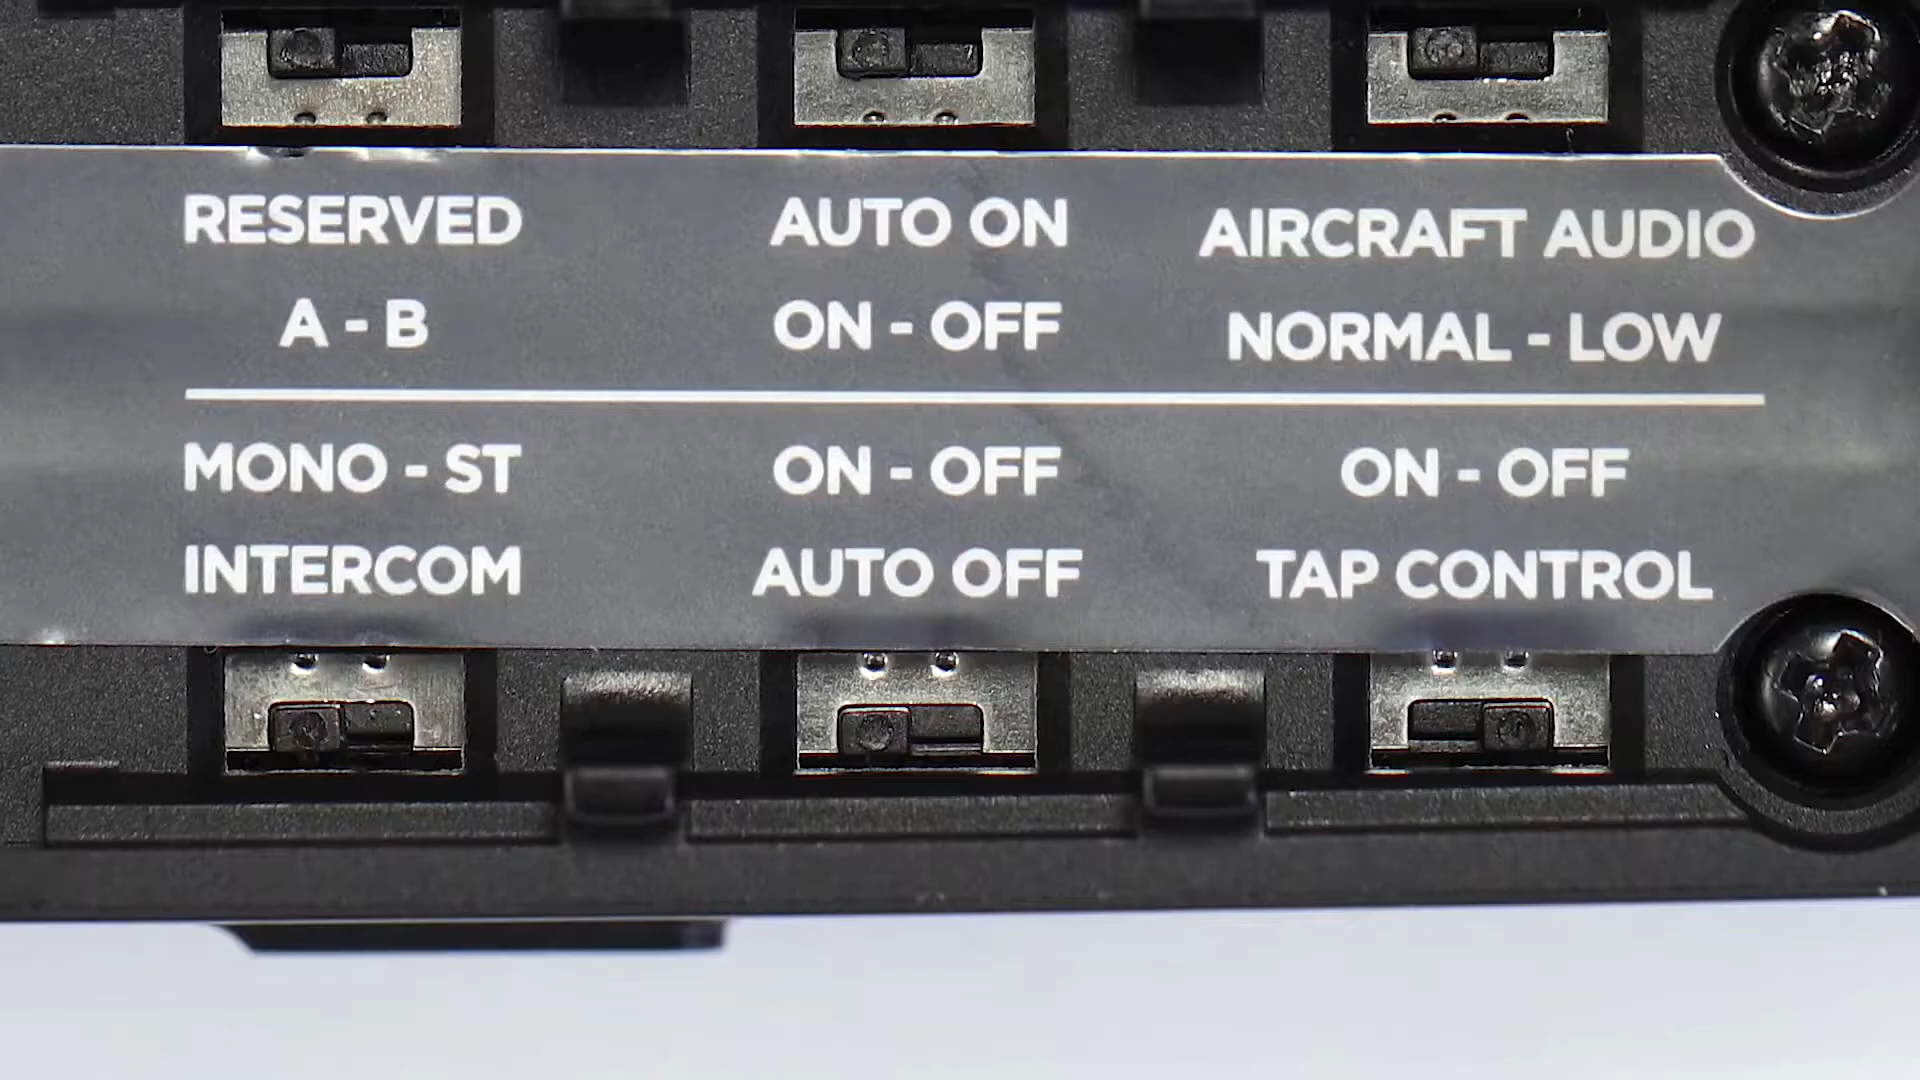 RESERVED
A - B
AUTO ON
ON - OFF
AIRCRAFT AUDIO
NORMAL - LOW
MONO - ST
INTERCOM
ON - OFF
AUTO OFF
ON - OFF
TAP CONTROL